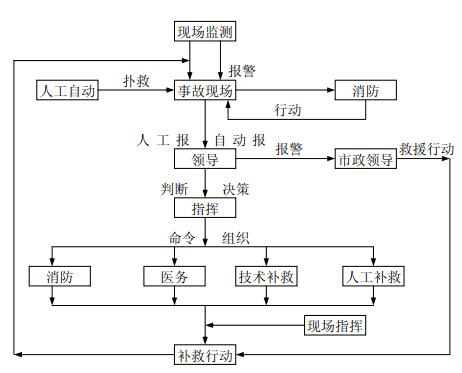 现场监测
报警
扑救
人工自动
事故现场
消防
行动
人工报 自动报
报警
救援行动
领导
市政领导
判断 决策
指挥
命令 组织
消防
医务
技术补救
人工补救
现场指挥
补救行动